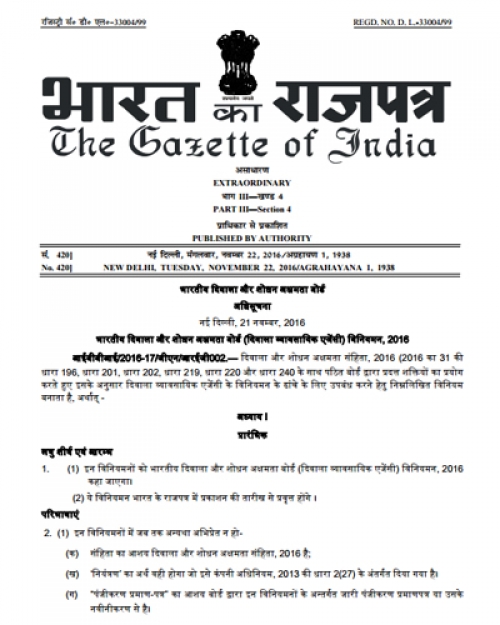 रजिस्ट्री सं॰ डी॰ एल॰-33004/99
REGD. NO. D. L.-33004/99
भारत का राजपत्र
The Gazette of India
असाधारण
EXTRAORDINARY
भाग III—खण्ड 4
PART III—Section 4
प्राधिकार से प्रकाशित
PUBLISHED BY AUTHORITY
सं. 420]
नई दिल्ली, मंगलवार, नवम्बर 22, 2016/अग्रहायण 1, 1938
No. 420]
NEW DELHI, TUESDAY, NOVEMBER 22, 2016/AGRAHAYANA 1, 1938
भारतीय दिवाला और शोधन अक्षमता बोर्ड
अधिसूचना
नई दिल्ली, 21 नवम्बर, 2016
भारतीय दिवाला और शोधन अक्षमता बोर्ड (दिवाला व्यावसायिक एजेंसी) विनियमन, 2016
आईबीबीआई/2016-17/जीएन/आरईजी002.— दिवाला और शोधन अक्षमता संहिता, 2016 (2016 का 31 की
धारा 196, धारा 201, धारा 202, धारा 219, धारा 220 और धारा 240 के साथ पठित बोर्ड द्वारा प्रदत्त शक्तियों का प्रयोग
करते हुए इसके अनुसार दिवाला व्यावसायिक एजेंसी के विनियमन के ढांचे के लिए उपबंध करने हेतु निम्नलिखित विनियम
बनाता है, अर्थात् -
अध्याय I
प्रारंभिक
लघु शीर्ष एवं प्रारम्भ
1. (1) इन विनियमनों को भारतीय दिवाला और शोधन अक्षमता बोर्ड (दिवाला व्यावसायिक एजेंसी) विनियमन, 2016
कहा जाएगा।
(2) ये विनियमन भारत के राजपत्र में प्रकाशन की तारीख से प्रवृत्त होंगे ।
परिभाषाएं
2. (1) इन विनियमनों में जब तक अन्यथा अभिप्रेत न हो-
(क) संहिता का आशय दिवाला और शोधन अक्षमता संहिता, 2016 है;
(ख) 'नियंत्रण' का अर्थ वही होगा जो इसे कंपनी अधिनियम, 2013 की धारा 2(27) के अंतर्गत दिया गया है।
(ग) "पंजीकरण प्रमाण-पत्र" का आशय बोर्ड द्वारा इन विनियमनों के अन्तर्गत जारी पंजीकरण प्रमाणपत्र या उसके
नवीनीकरण से है।